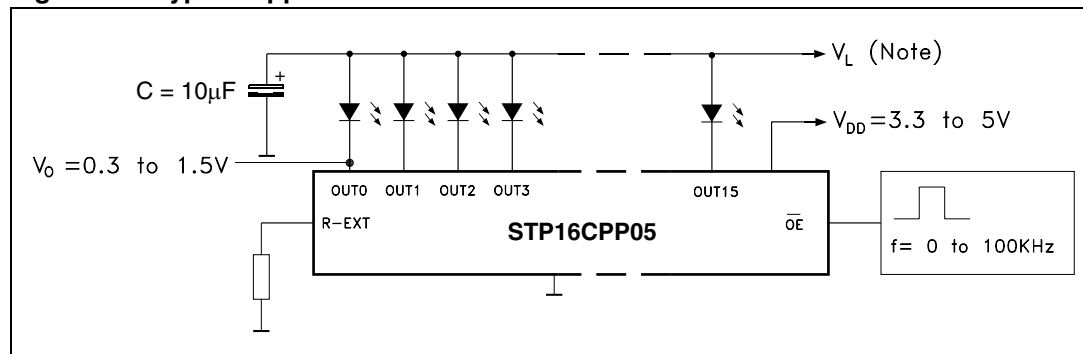 V_L (Note)
+
C = 10µF
V_DD=3.3 to 5V
V_O=0.3 to 1.5V
OUT0 OUT1 OUT2 OUT3 OUT15
R-EXT
STP16CPP05
OE
f= 0 to 100KHz